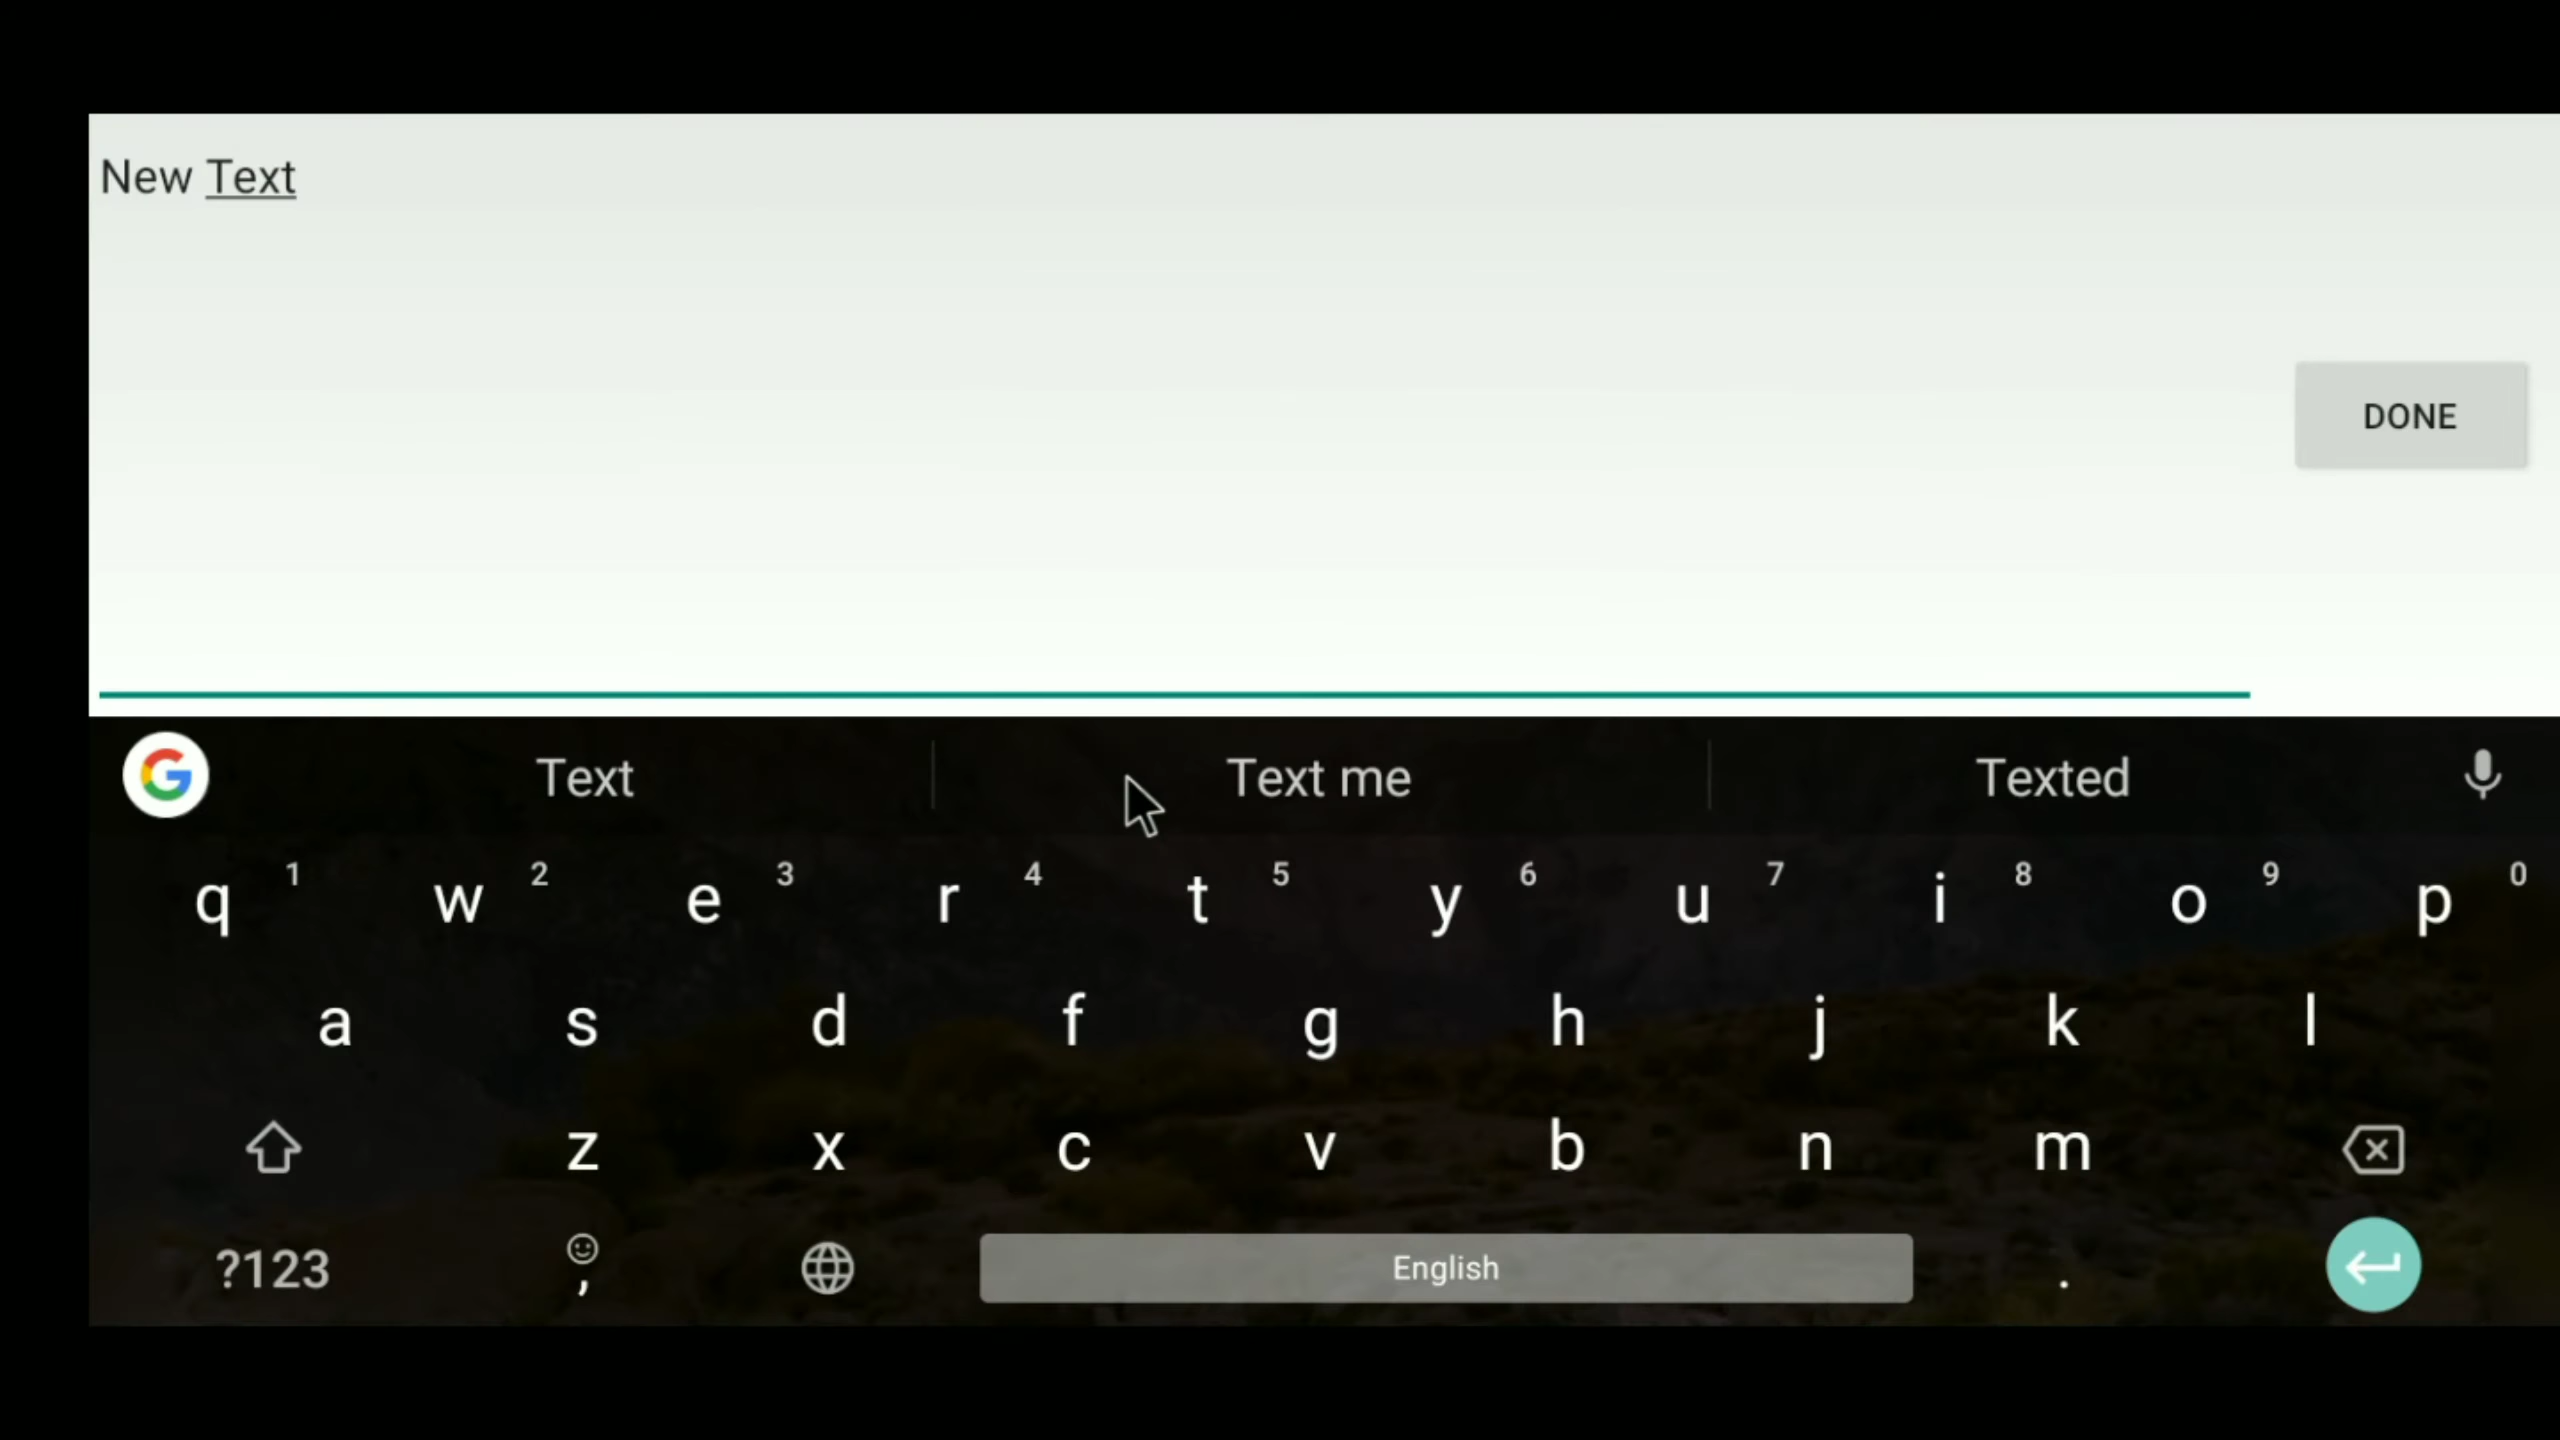 New Text
DONE
Text Text me Texted
q 1 w 2 e 3 r 4 t 5 y 6 u 7 i 8 o 9 p 0
a s d f g h j k l
z x c v b n m
?123 , English .